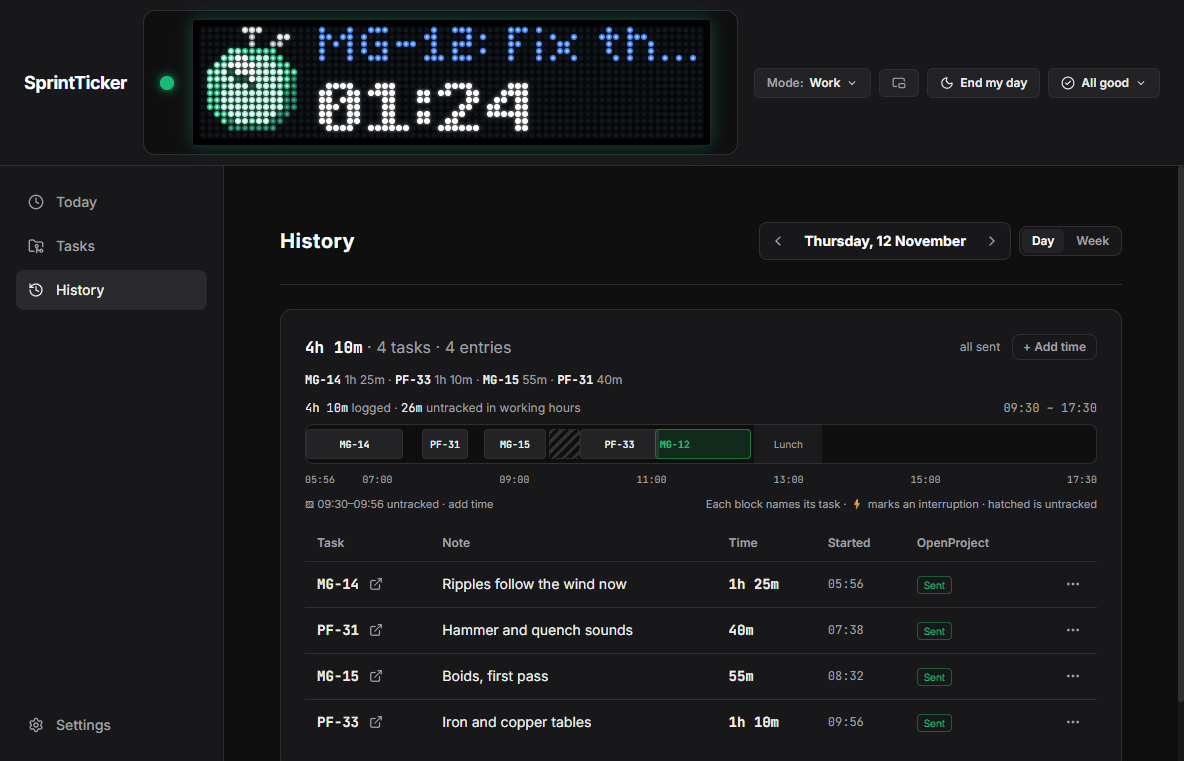 SprintTicker
MG-12: Fix th...
01:24
Mode: Work
End my day
All good
Today
Tasks
History
Settings
History
Thursday, 12 November
Day
Week
4h 10m · 4 tasks · 4 entries
all sent
+ Add time
MG-14 1h 25m · PF-33 1h 10m · MG-15 55m · PF-31 40m
4h 10m logged · 26m untracked in working hours
09:30 – 17:30
MG-14
PF-31
MG-15
PF-33
MG-12
Lunch
05:56
07:00
09:00
11:00
13:00
15:00
17:30
09:30–09:56 untracked · add time
Each block names its task · ⚡ marks an interruption · hatched is untracked
Task Note Time Started OpenProject
MG-14 Ripples follow the wind now 1h 25m 05:56 Sent
PF-31 Hammer and quench sounds 40m 07:38 Sent
MG-15 Boids, first pass 55m 08:32 Sent
PF-33 Iron and copper tables 1h 10m 09:56 Sent